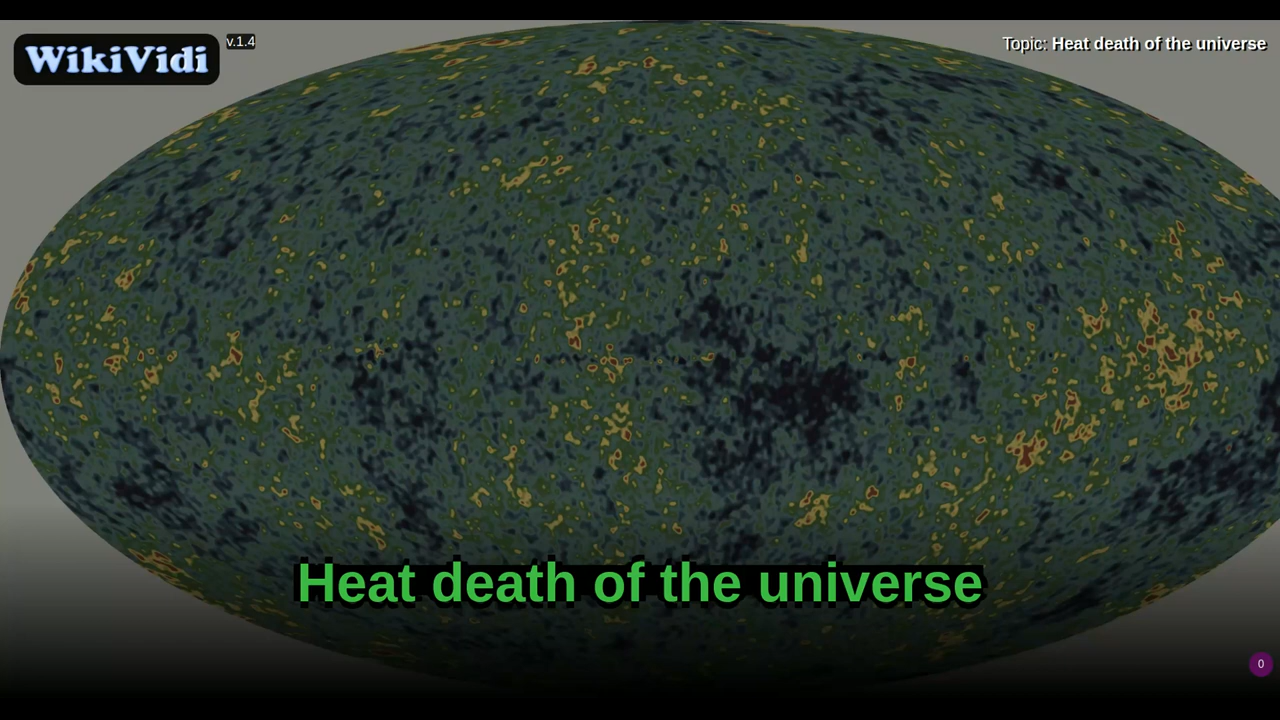 WikiVidi
v.1.4
Topic: Heat death of the universe
Heat death of the universe
0